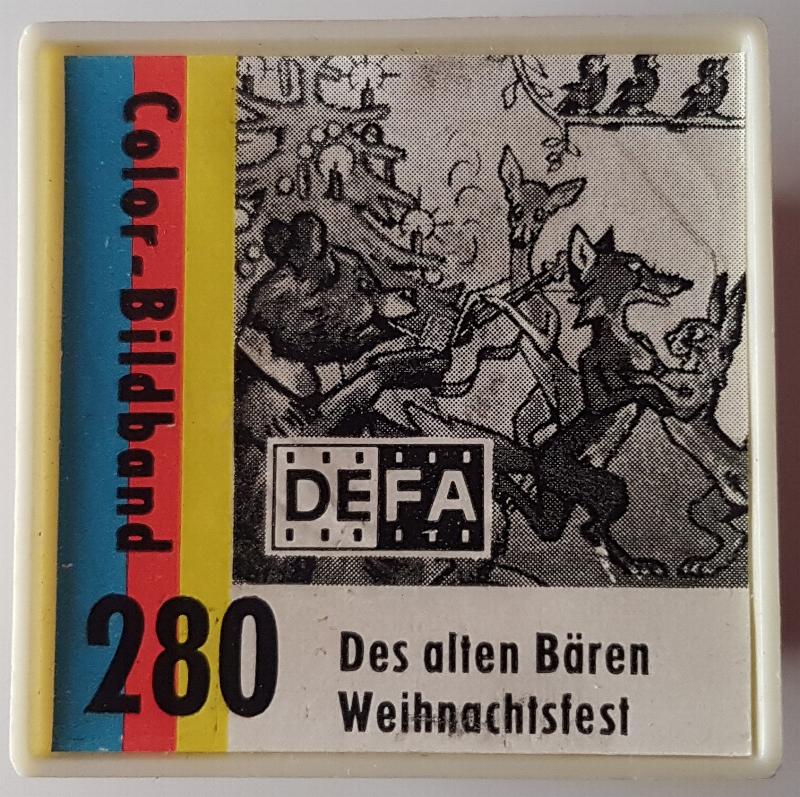 Color-Bildband
DEFA
280
Des alten Bären
Weihnachtsfest